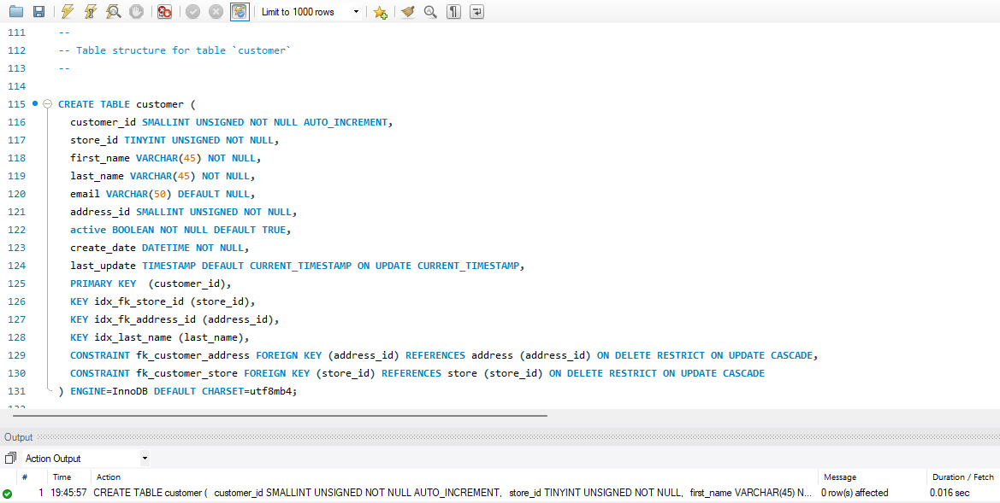 Limit to 1000 rows
111 --
112 -- Table structure for table `customer`
113 --
114
115 CREATE TABLE customer (
116 customer_id SMALLINT UNSIGNED NOT NULL AUTO_INCREMENT,
117 store_id TINYINT UNSIGNED NOT NULL,
118 first_name VARCHAR(45) NOT NULL,
119 last_name VARCHAR(45) NOT NULL,
120 email VARCHAR(50) DEFAULT NULL,
121 address_id SMALLINT UNSIGNED NOT NULL,
122 active BOOLEAN NOT NULL DEFAULT TRUE,
123 create_date DATETIME NOT NULL,
124 last_update TIMESTAMP DEFAULT CURRENT_TIMESTAMP ON UPDATE CURRENT_TIMESTAMP,
125 PRIMARY KEY  (customer_id),
126 KEY idx_fk_store_id (store_id),
127 KEY idx_fk_address_id (address_id),
128 KEY idx_last_name (last_name),
129 CONSTRAINT fk_customer_address FOREIGN KEY (address_id) REFERENCES address (address_id) ON DELETE RESTRICT ON UPDATE CASCADE,
130 CONSTRAINT fk_customer_store FOREIGN KEY (store_id) REFERENCES store (store_id) ON DELETE RESTRICT ON UPDATE CASCADE
131 ) ENGINE=InnoDB DEFAULT CHARSET=utf8mb4;
Output
Action Output
# Time Action Message Duration / Fetch
1 19:45:57 CREATE TABLE customer (   customer_id SMALLINT UNSIGNED NOT NULL AUTO_INCREMENT,   store_id TINYINT UNSIGNED NOT NULL,   first_name VARCHAR(45) N... 0 row(s) affected 0.016 sec